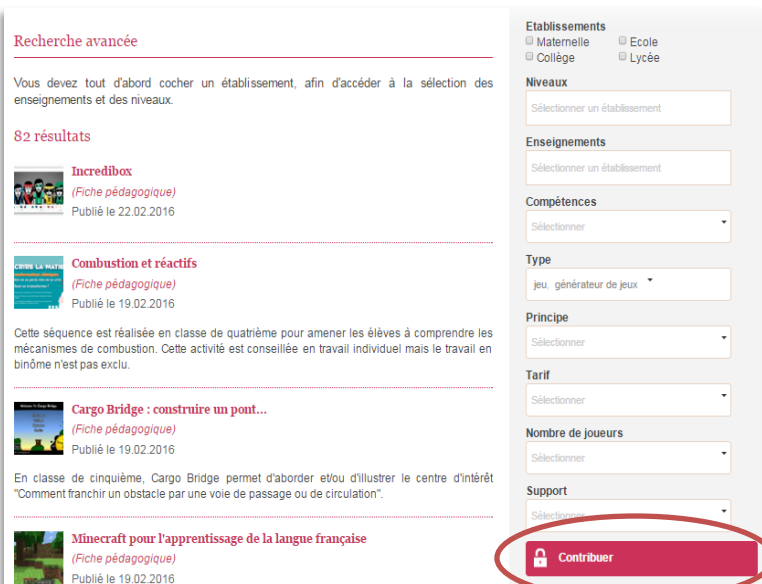 Recherche avancée
Vous devez tout d'abord cocher un établissement, afin d'accéder à la sélection des
enseignements et des niveaux.
82 résultats
Incredibox
(Fiche pédagogique)
Publié le 22.02.2016
Combustion et réactifs
(Fiche pédagogique)
Publié le 19.02.2016
Cette séquence est réalisée en classe de quatrième pour amener les élèves à comprendre les
mécanismes de combustion. Cette activité est conseillée en travail individuel mais le travail en
binôme n'est pas exclu.
Cargo Bridge : construire un pont...
(Fiche pédagogique)
Publié le 19.02.2016
En classe de cinquième, Cargo Bridge permet d'aborder et/ou d'illustrer le centre d'intérêt
"Comment franchir un obstacle par une voie de passage ou de circulation".
Minecraft pour l'apprentissage de la langue française
(Fiche pédagogique)
Publié le 19.02.2016
Etablissements
Maternelle Ecole
Collège Lycée
Niveaux
Sélectionner un établissement
Enseignements
Sélectionner un établissement
Compétences
Sélectionner
Type
jeu, générateur de jeux
Principe
Sélectionner
Tarif
Sélectionner
Nombre de joueurs
Sélectionner
Support
Sélectionner
Contribuer